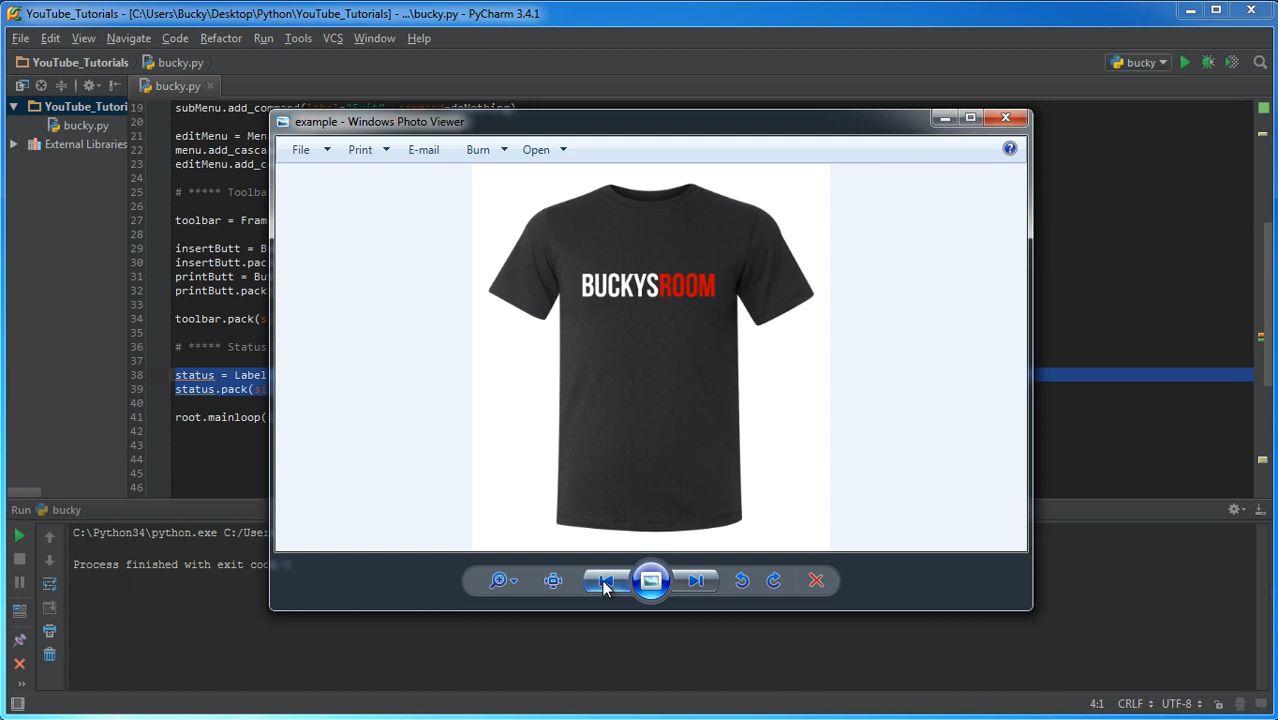 YouTube_Tutorials - [C:\Users\Bucky\Desktop\Python\YouTube_Tutorials] - ...\bucky.py - PyCharm 3.4.1
File Edit View Navigate Code Refactor Run Tools VCS Window Help
YouTube_Tutorials bucky.py bucky
bucky.py
YouTube_Tutori
bucky.py
External Libraries
19 subMenu.add_command(label="Exit", command=doNothing)
20
21 editMenu = Men
22 menu.add_casca
23 editMenu.add_c
24
25 # ***** Toolba
26
27 toolbar = Fram
28
29 insertButt = B
30 insertButt.pac
31 printButt = Bu
32 printButt.pack
33
34 toolbar.pack(s
35
36 # ***** Status
37
38 status = Label
39 status.pack(si
40
41 root.mainloop(
42
43
44
45
46
example - Windows Photo Viewer
File Print E-mail Burn Open
BUCKYSROOM
Run bucky
C:\Python34\python.exe C:/User
Process finished with exit co
4:1 CRLF UTF-8